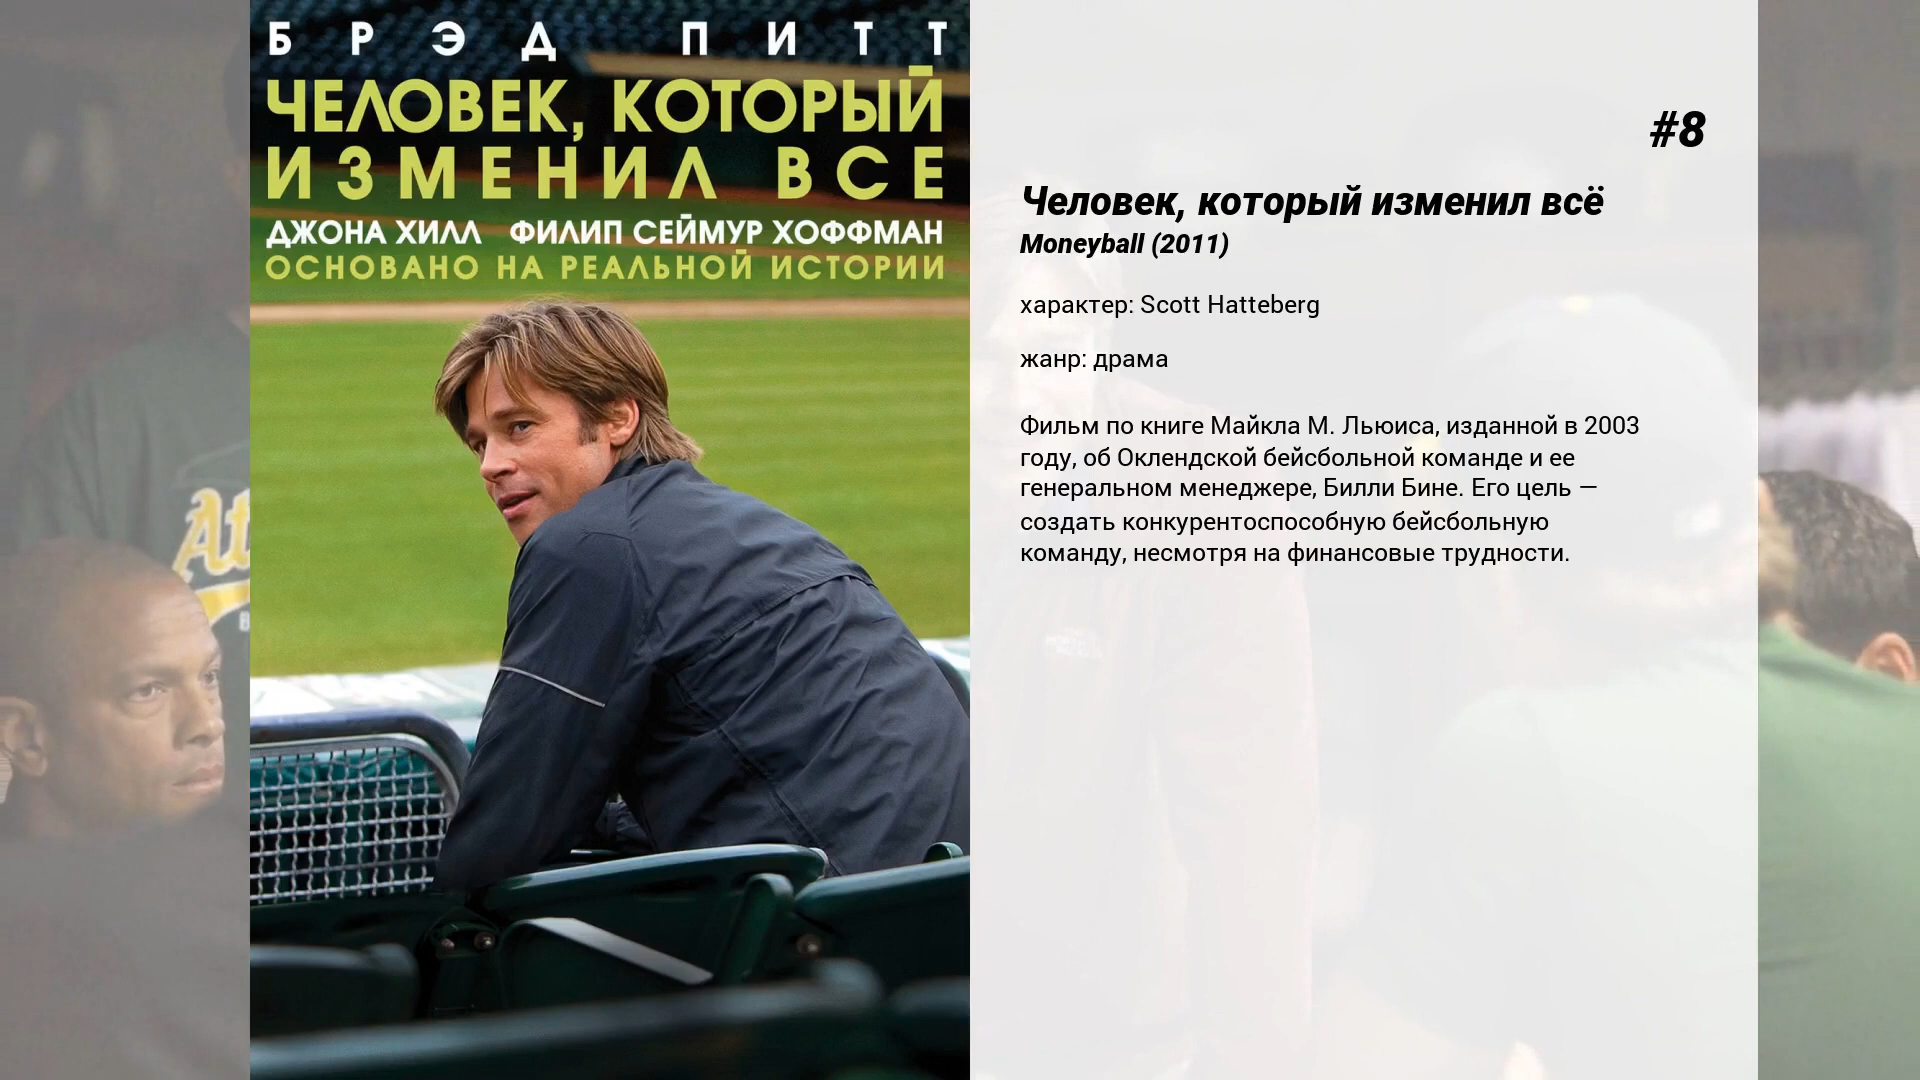 БРЭД ПИТТ
ЧЕЛОВЕК, КОТОРЫЙ
ИЗМЕНИЛ ВСЕ
ДЖОНА ХИЛЛ ФИЛИП СЕЙМУР ХОФФМАН
ОСНОВАНО НА РЕАЛЬНОЙ ИСТОРИИ
#8
Человек, который изменил всё
Moneyball (2011)
характер: Scott Hatteberg
жанр: драма
Фильм по книге Майкла М. Льюиса, изданной в 2003
году, об Оклендской бейсбольной команде и ее
генеральном менеджере, Билли Бине. Его цель —
создать конкурентоспособную бейсбольную
команду, несмотря на финансовые трудности.